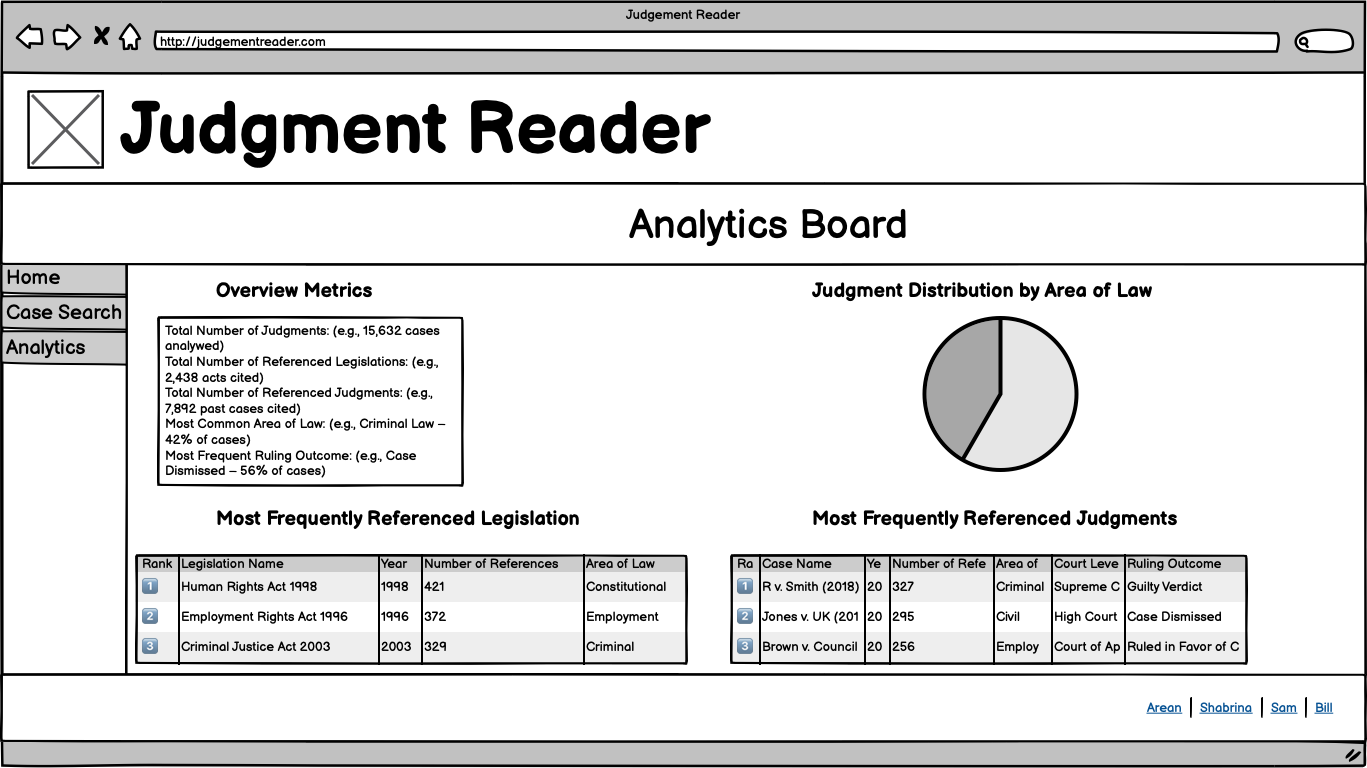 Judgement Reader
http://judgementreader.com
Judgment Reader
Analytics Board
Home
Case Search
Analytics
Overview Metrics
Total Number of Judgments: (e.g., 15,632 cases
analywed)
Total Number of Referenced Legislations: (e.g.,
2,438 acts cited)
Total Number of Referenced Judgments: (e.g.,
7,892 past cases cited)
Most Common Area of Law: (e.g., Criminal Law –
42% of cases)
Most Frequent Ruling Outcome: (e.g., Case
Dismissed – 56% of cases)
Judgment Distribution by Area of Law
Most Frequently Referenced Legislation
Rank Legislation Name Year Number of References Area of Law
1 Human Rights Act 1998 1998 421 Constitutional
2 Employment Rights Act 1996 1996 372 Employment
3 Criminal Justice Act 2003 2003 329 Criminal
Most Frequently Referenced Judgments
Ra Case Name Ye Number of Refe Area of Court Leve Ruling Outcome
1 R v. Smith (2018) 20 327 Criminal Supreme C Guilty Verdict
2 Jones v. UK (201 20 295 Civil High Court Case Dismissed
3 Brown v. Council 20 256 Employ Court of Ap Ruled in Favor of C
Arean | Shabrina | Sam | Bill